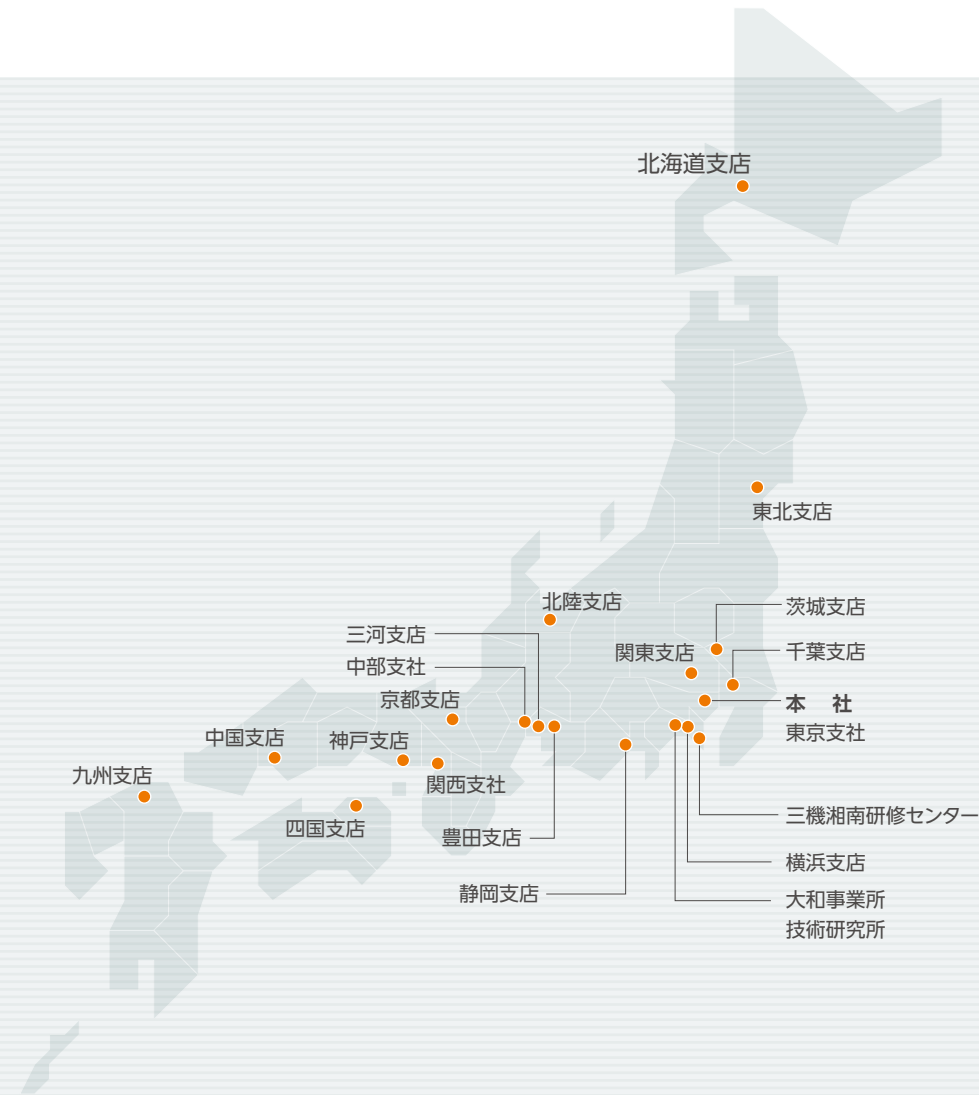 北海道支店
東北支店
北陸支店
茨城支店
三河支店
関東支店
千葉支店
中部支社
京都支店
本　社
東京支社
中国支店
神戸支店
九州支店
関西支社
四国支店
三機湘南研修センター
豊田支店
横浜支店
静岡支店
大和事業所
技術研究所